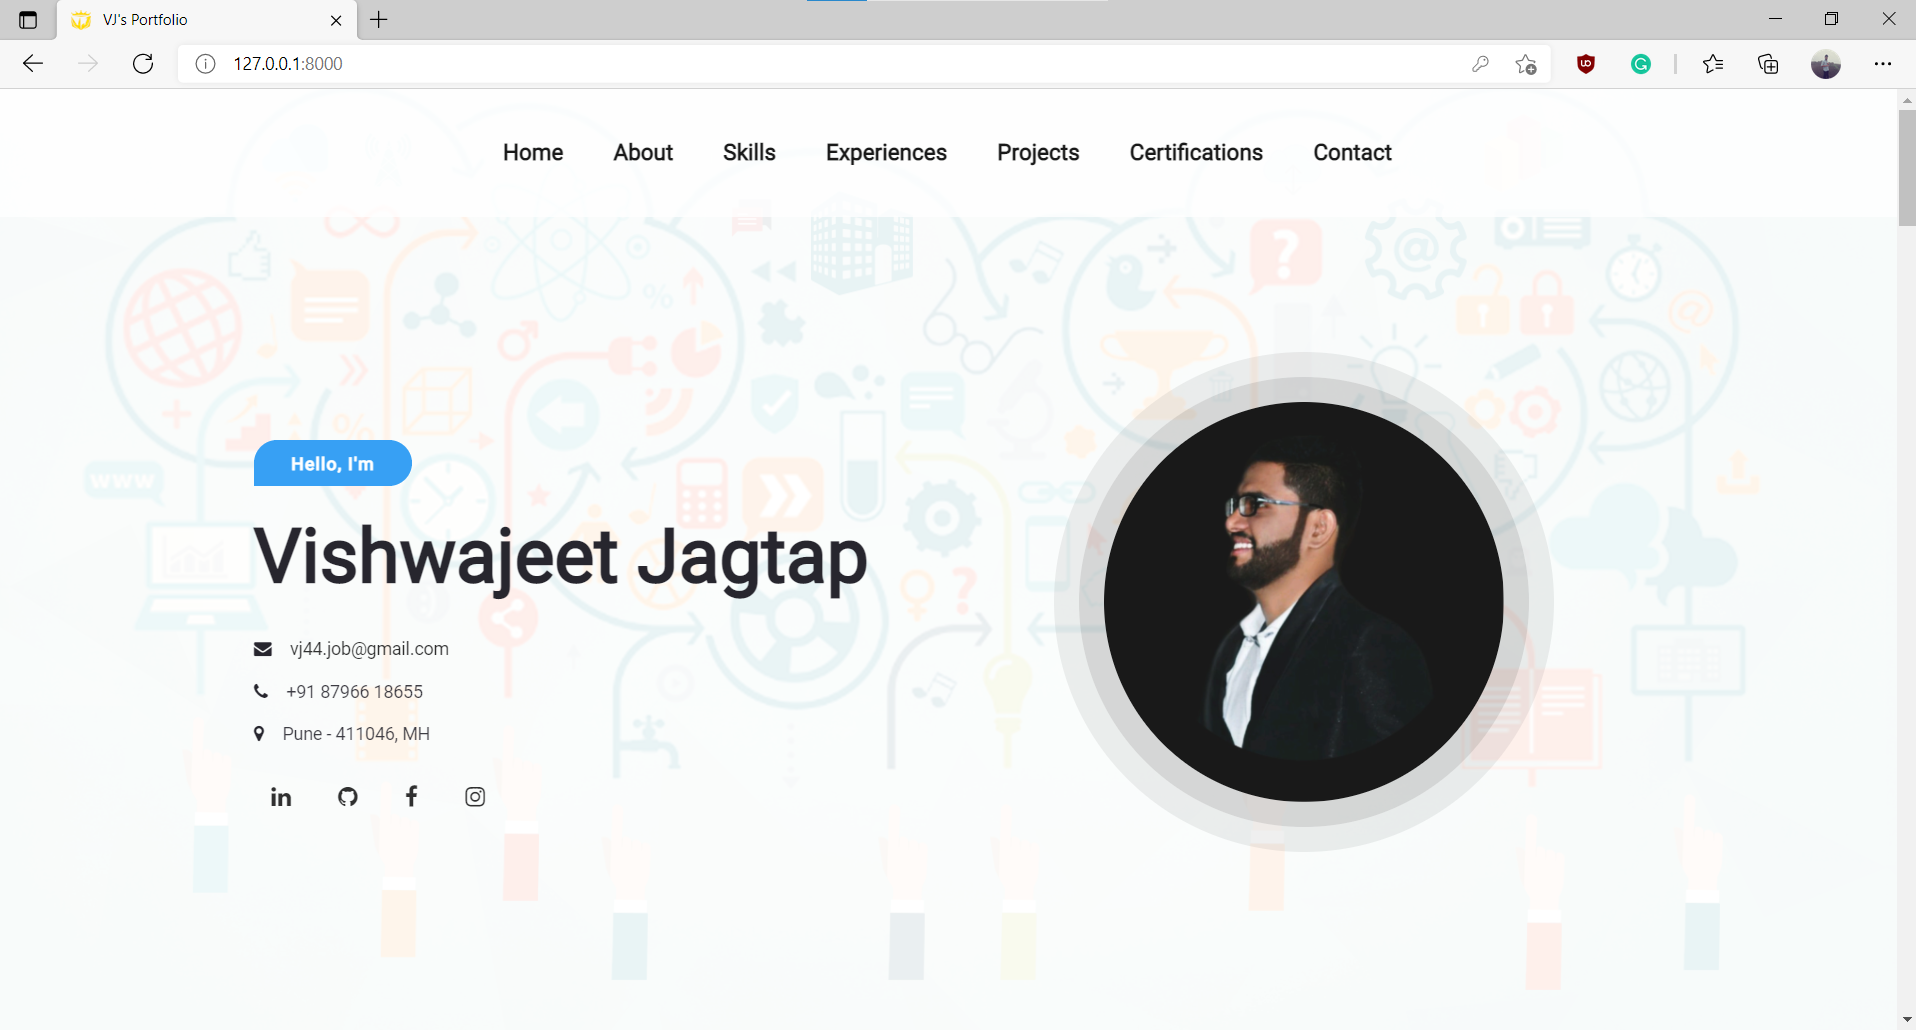 VJ's Portfolio
127.0.0.1:8000
Home About Skills Experiences Projects Certifications Contact
www
Hello, I'm
Vishwajeet Jagtap
vj44.job@gmail.com
+91 87966 18655
Pune - 411046, MH